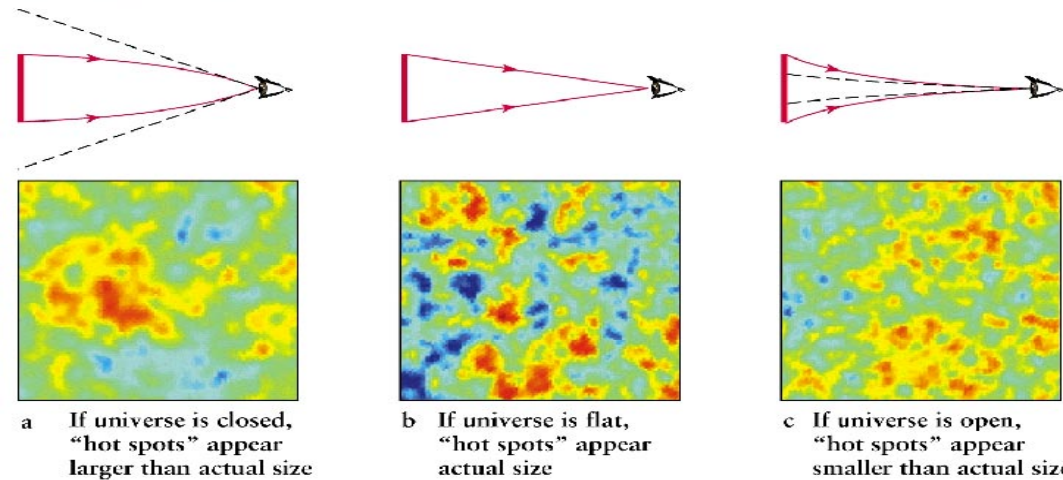 a If universe is closed,
“hot spots” appear
larger than actual size
b If universe is flat,
“hot spots” appear
actual size
c If universe is open,
“hot spots” appear
smaller than actual size